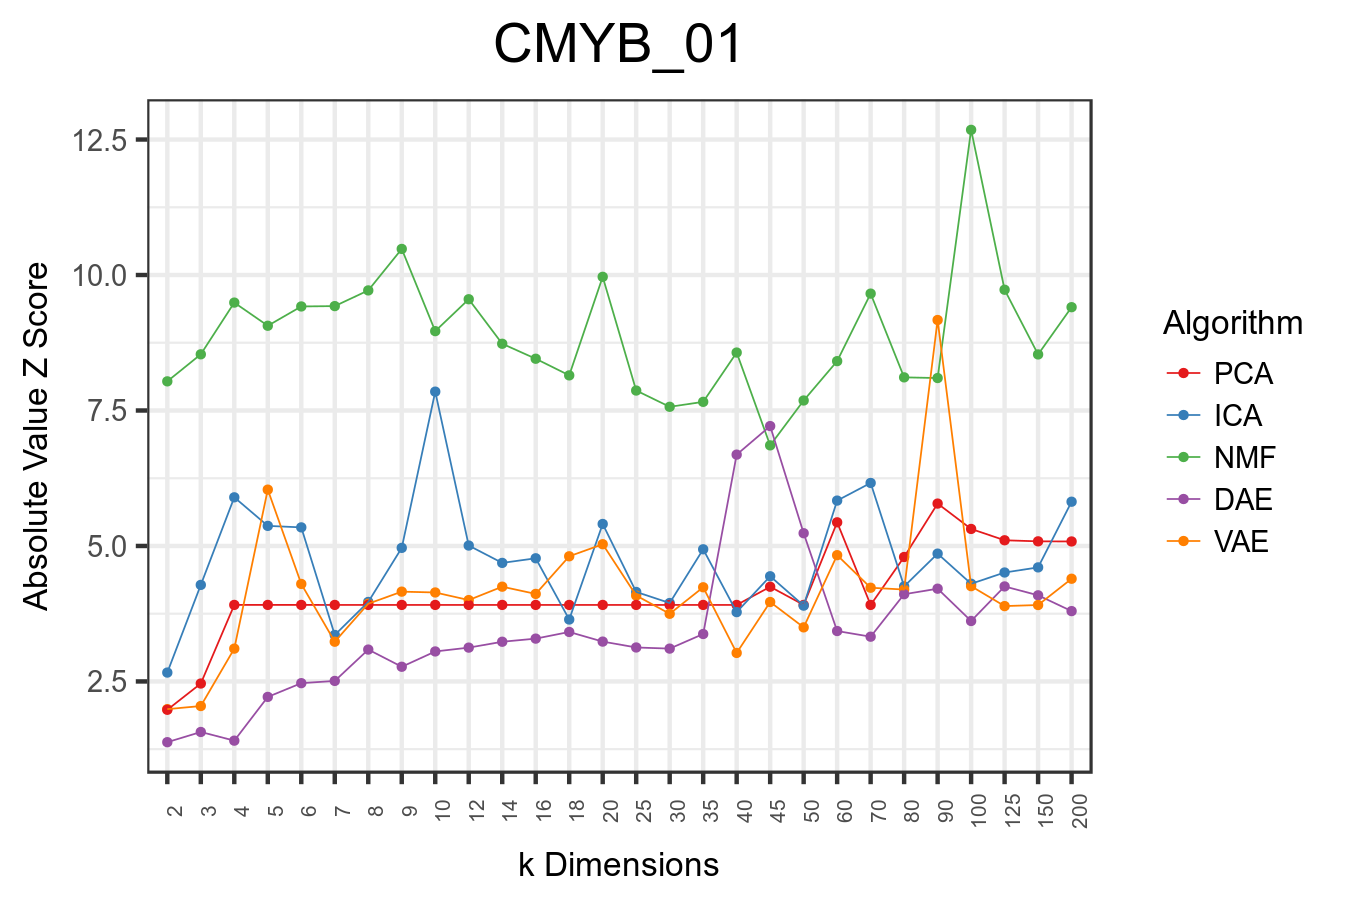 CMYB_01
Absolute Value Z Score
12.5
10.0
7.5
5.0
2.5
2 3 4 5 6 7 8 9 10 12 14 16 18 20 25 30 35 40 45 50 60 70 80 90 100 125 150 200
k Dimensions
Algorithm
PCA
ICA
NMF
DAE
VAE